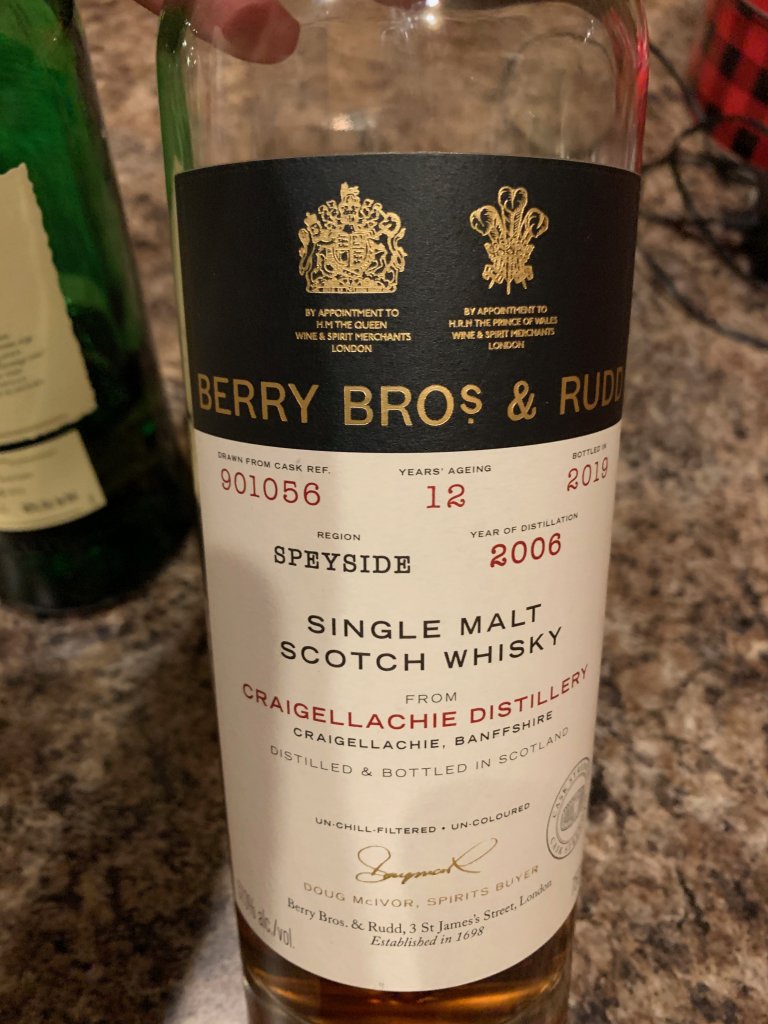 BY APPOINTMENT TO
H.M THE QUEEN
WINE & SPIRIT MERCHANTS
LONDON
BY APPOINTMENT TO
H.R.H THE PRINCE OF WALES
WINE & SPIRIT MERCHANTS
LONDON
BERRY BROS & RUDD
DRAWN FROM CASK REF.
901056
YEARS' AGEING
12
BOTTLED IN
2019
REGION
SPEYSIDE
YEAR OF DISTILLATION
2006
SINGLE MALT
SCOTCH WHISKY
FROM
CRAIGELLACHIE DISTILLERY
CRAIGELLACHIE, BANFFSHIRE
DISTILLED & BOTTLED IN SCOTLAND
UN-CHILL-FILTERED • UN-COLOURED
CASK
DOUG McIVOR, SPIRITS BUYER
Berry Bros. & Rudd, 3 St James's Street, London
Established in 1698
alc./vol.